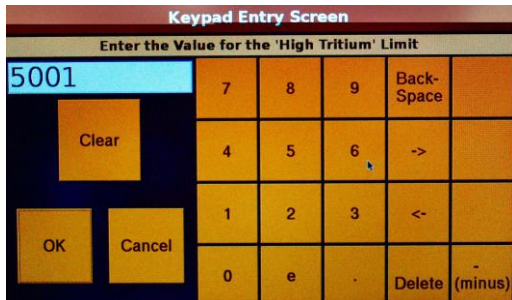 Keypad Entry Screen
Enter the Value for the 'High Tritium' Limit
5001
7 8 9 Back-
Space
Clear
4 5 6 ->
1 2 3 <-
OK Cancel
0 e . Delete -
(minus)